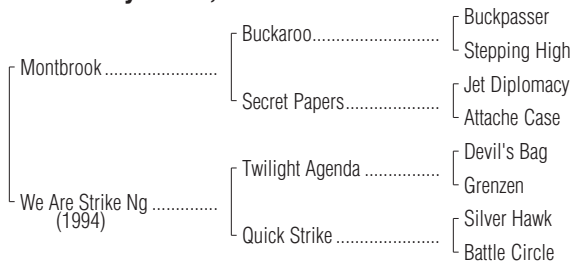 Buckpasser
Buckaroo........................................
Stepping High
Montbrook .......................
Jet Diplomacy
Secret Papers.............................
Attache Case
Devil's Bag
Twilight Agenda .......................
Grenzen
We Are Strike Ng ..............
(1994)
Silver Hawk
Quick Strike ...............................
Battle Circle